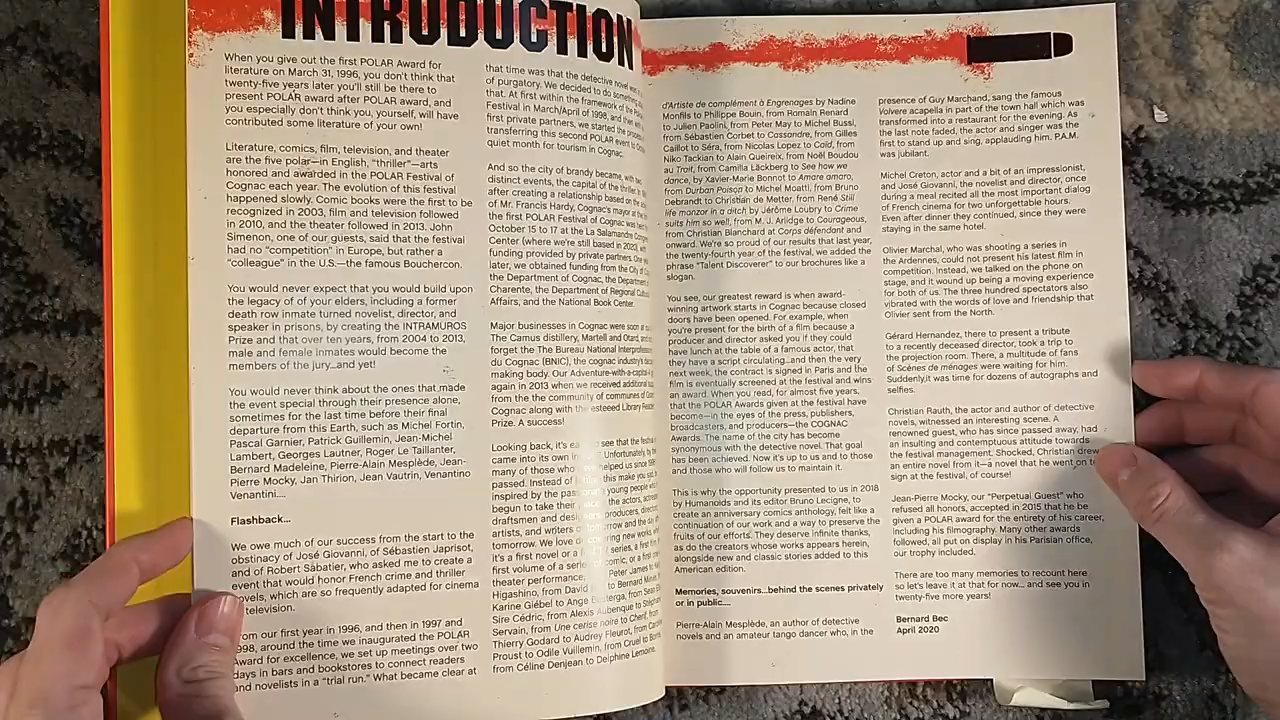 INTRODUCTION
When you give out the first POLAR Award for
literature on March 31, 1996, you don't think that
twenty-five years later you'll still be there to
present POLAR award after POLAR award, and
you especially don't think you, yourself, will have
contributed some literature of your own!
Literature, comics, film, television, and theater
are the five polar—in English, "thriller"—arts
honored and awarded in the POLAR Festival of
Cognac each year. The evolution of this festival
happened slowly. Comic books were the first to be
recognized in 2003, film and television followed
in 2010, and the theater followed in 2013. John
Simenon, one of our guests, said that the festival
had no "competition" in Europe, but rather a
"colleague" in the U.S.—the famous Bouchercon.
You would never expect that you would build upon
the legacy of of your elders, including a former
death row inmate turned novelist, director, and
speaker in prisons, by creating the INTRAMUROS
Prize and that over ten years, from 2004 to 2013,
male and female inmates would become the
members of the jury...and yet!
You would never think about the ones that made
the event special through their presence alone,
sometimes for the last time before their final
departure from this Earth, such as Michel Fortin,
Pascal Garnier, Patrick Guillemin, Jean-Michel
Lambert, Georges Lautner, Roger Le Taillanter,
Bernard Madeleine, Pierre-Alain Mesplède, Jean-
Pierre Mocky, Jan Thirion, Jean Vautrin, Venantino
Venantini....
Flashback...
We owe much of our success from the start to the
obstinacy of José Giovanni, of Sébastien Japrisot,
and of Robert Sabatier, who asked me to create a
event that would honor French crime and thriller
novels, which are so frequently adapted for cinema
television.
om our first year in 1996, and then in 1997 and
998, around the time we inaugurated the POLAR
Award for excellence, we set up meetings over two
days in bars and bookstores to connect readers
and novelists in a "trial run." What became clear at
that time was that the detective novel was
of purgatory. We decided to do something
that. At first within the framework of the
Festival in March/April of 1998, and then with
first private partners, we started the process
transferring this second POLAR event to
quiet month for tourism in Cognac.
And so the city of brandy became, with two
distinct events, the capital of the thriller
after creating a relationship based on the
of Mr. Francis Hardy, Cognac's mayor at the
the first POLAR Festival of Cognac was
October 15 to 17 at the La Salamandre
Center (where we're still based in 2020, with
funding provided by private partners. One
later, we obtained funding from the City of
the Department of Cognac, the Department
Charente, the Department of Regional
Affairs, and the National Book Center.
Major businesses in Cognac were soon
The Camus distillery, Martell and Otard,
forget the The Bureau National
du Cognac (BNIC), the cognac industry's
making body. Our Adventure-with-a-capital-
again in 2013 when we received additional
from the the community of communes of
Cognac along with the esteeed Library
Prize. A success!
Looking back, it's see that the festival
came into its own in Unfortunately,
many of those who helped us since
passed. Instead of this make you
inspired by the young people who
begun to take their the actors,
draftsmen and producers,
artists, and writers of and the
tomorrow. We love new
it's a first novel or a series, a first
first volume of a series comic, or a first
theater performance, Peter James to
Higashino, from David to Bernard
Karine Giébel to Ange from
Sire Cédric, from Alexis Aubenque to
Servain, from Une cerise noire to
Thierry Godard to Audrey Fleurot, from
Proust to Odile Vuillemin, from Cruel to
from Céline Denjean to Delphine Lemoine,
d'Artiste de complément à Engrenages by Nadine
Monfils to Philippe Bouin, from Romain Renard
to Julien Paolini, from Peter May to Michel Bussi,
from Sébastien Corbet to Cassandre, from Gilles
Caillot to Séra, from Nicolas Lopez to Caïd, from
Niko Tackian to Alain Queireix, from Noël Boudou
au Trait, from Camilla Läckberg to See how we
dance, by Xavier-Marie Bonnot to Amare amaro,
from Durban Poison to Michel Moatti, from Bruno
Debrandt to Christian de Metter, from René Still
life manzor in a ditch by Jérôme Loubry to Crime
suits him so well, from M. J. Arlidge to Courageous,
from Christian Blanchard at Corps défendant and
onward. We're so proud of our results that last year,
the twenty-fourth year of the festival, we added the
phrase "Talent Discoverer" to our brochures like a
slogan.
You see, our greatest reward is when award-
winning artwork starts in Cognac because closed
doors have been opened. For example, when
you're present for the birth of a film because a
producer and director asked you if they could
have lunch at the table of a famous actor, that
they have a script circulating...and then the very
next week, the contract is signed in Paris and the
film is eventually screened at the festival and wins
an award. When you read, for almost five years,
that the POLAR Awards given at the festival have
become—in the eyes of the press, publishers,
broadcasters, and producers—the COGNAC
Awards. The name of the city has become
synonymous with the detective novel. That goal
has been achieved. Now it's up to us and to those
and those who will follow us to maintain it.
This is why the opportunity presented to us in 2018
by Humanoids and its editor Bruno Lecigne, to
create an anniversary comics anthology, felt like a
continuation of our work and a way to preserve the
fruits of our efforts. They deserve infinite thanks,
as do the creators whose works appears herein,
alongside new and classic stories added to this
American edition.
Memories, souvenirs...behind the scenes privately
or in public....
Pierre-Alain Mesplède, an author of detective
novels and an amateur tango dancer who, in the
presence of Guy Marchand, sang the famous
Volvere acapella in part of the town hall which was
transformed into a restaurant for the evening. As
the last note faded, the actor and singer was the
first to stand up and sing, applauding him. P.A.M.
was jubilant.
Michel Creton, actor and a bit of an impressionist,
and José Giovanni, the novelist and director, once
during a meal recited all the most important dialog
of French cinema for two unforgettable hours.
Even after dinner they continued, since they were
staying in the same hotel.
Olivier Marchal, who was shooting a series in
the Ardennes, could not present his latest film in
competition. Instead, we talked on the phone on
stage, and it wound up being a moving experience
for both of us. The three hundred spectators also
vibrated with the words of love and friendship that
Olivier sent from the North.
Gérard Hernandez, there to present a tribute
to a recently deceased director, took a trip to
the projection room. There, a multitude of fans
of Scènes de ménages were waiting for him.
Suddenly,it was time for dozens of autographs and
selfies.
Christian Rauth, the actor and author of detective
novels, witnessed an interesting scene. A
renowned guest, who has since passed away, had
an insulting and contemptuous attitude towards
the festival management. Shocked, Christian drew
an entire novel from it—a novel that he went on to
sign at the festival, of course!
Jean-Pierre Mocky, our "Perpetual Guest" who
refused all honors, accepted in 2015 that he be
given a POLAR award for the entirety of his career,
including his filmography. Many other awards
followed, all put on display in his Parisian office,
our trophy included.
There are too many memories to recount here
so let's leave it at that for now... and see you in
twenty-five more years!
Bernard Bec
April 2020